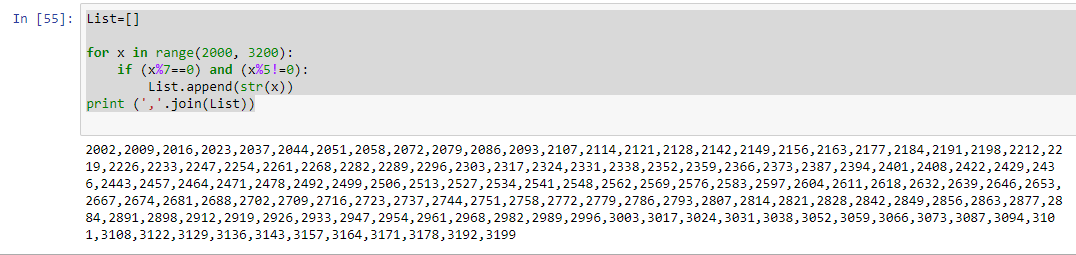 In [55]: List=[]
for x in range(2000, 3200):
if (x%7==0) and (x%5!=0):
List.append(str(x))
print (','.join(List))
2002,2009,2016,2023,2037,2044,2051,2058,2072,2079,2086,2093,2107,2114,2121,2128,2142,2149,2156,2163,2177,2184,2191,2198,2212,22
19,2226,2233,2247,2254,2261,2268,2282,2289,2296,2303,2317,2324,2331,2338,2352,2359,2366,2373,2387,2394,2401,2408,2422,2429,243
6,2443,2457,2464,2471,2478,2492,2499,2506,2513,2527,2534,2541,2548,2562,2569,2576,2583,2597,2604,2611,2618,2632,2639,2646,2653,
2667,2674,2681,2688,2702,2709,2716,2723,2737,2744,2751,2758,2772,2779,2786,2793,2807,2814,2821,2828,2842,2849,2856,2863,2877,28
84,2891,2898,2912,2919,2926,2933,2947,2954,2961,2968,2982,2989,2996,3003,3017,3024,3031,3038,3052,3059,3066,3073,3087,3094,310
1,3108,3122,3129,3136,3143,3157,3164,3171,3178,3192,3199